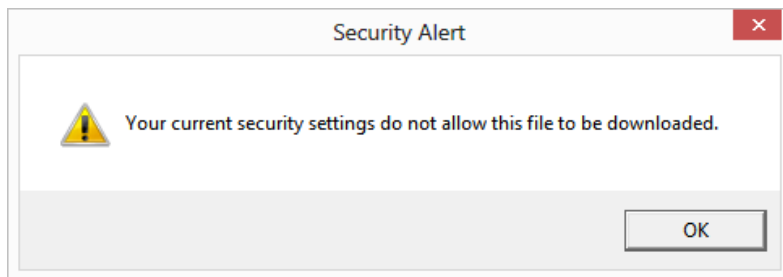 Security Alert
Your current security settings do not allow this file to be downloaded.
OK